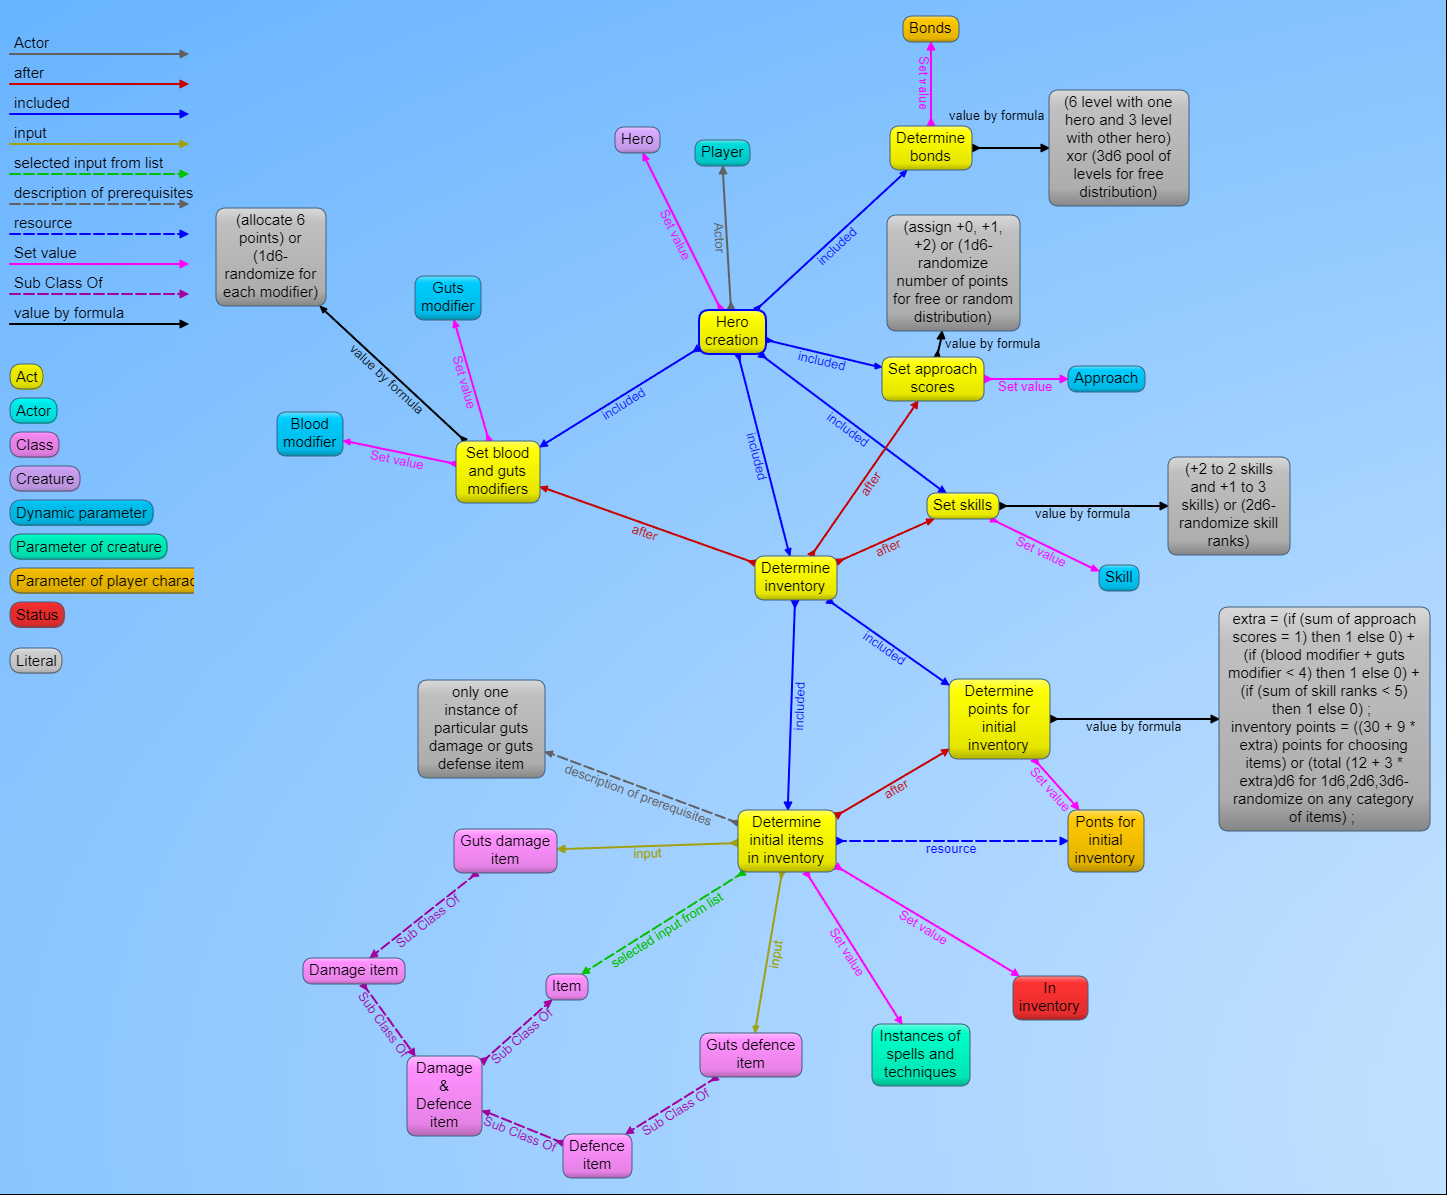 Actor
after
included
input
selected input from list
description of prerequisites
resource
Set value
Sub Class Of
value by formula
Act
Actor
Class
Creature
Dynamic parameter
Parameter of creature
Parameter of player charac
Status
Literal
Bonds
Set value
Determine
bonds
value by formula
(6 level with one
hero and 3 level
with other hero)
xor (3d6 pool of
levels for free
distribution)
Hero
Player
Set value
Actor
included
(allocate 6
points) or
(1d6-
randomize for
each modifier)
Guts
modifier
(assign +0, +1,
+2) or (1d6-
randomize
number of points
for free or random
distribution)
Hero
creation
value by formula
included
Set approach
scores
Set value
Approach
value by formula
Set value
included
included
included
Blood
modifier
Set value
Set blood
and guts
modifiers
after
after
Set skills
value by formula
(+2 to 2 skills
and +1 to 3
skills) or (2d6-
randomize skill
ranks)
after
Set value
Skill
Determine
inventory
included
included
Determine
points for
initial
inventory
value by formula
extra = (if (sum of approach
scores = 1) then 1 else 0) +
(if (blood modifier + guts
modifier < 4) then 1 else 0) +
(if (sum of skill ranks < 5)
then 1 else 0) ;
inventory points = ((30 + 9 *
extra) points for choosing
items) or (total (12 + 3 *
extra)d6 for 1d6,2d6,3d6-
randomize on any category
of items) ;
only one
instance of
particular guts
damage or guts
defense item
description of prerequisites
after
Set value
Determine
initial items
in inventory
resource
Ponts for
initial
inventory
Guts damage
item
input
Sub Class Of
selected input from list
input
Set value
Set value
Damage item
Item
In
inventory
Sub Class Of
Sub Class Of
Guts defence
item
Instances of
spells and
techniques
Damage
&
Defence
item
Sub Class Of
Sub Class Of
Defence
item